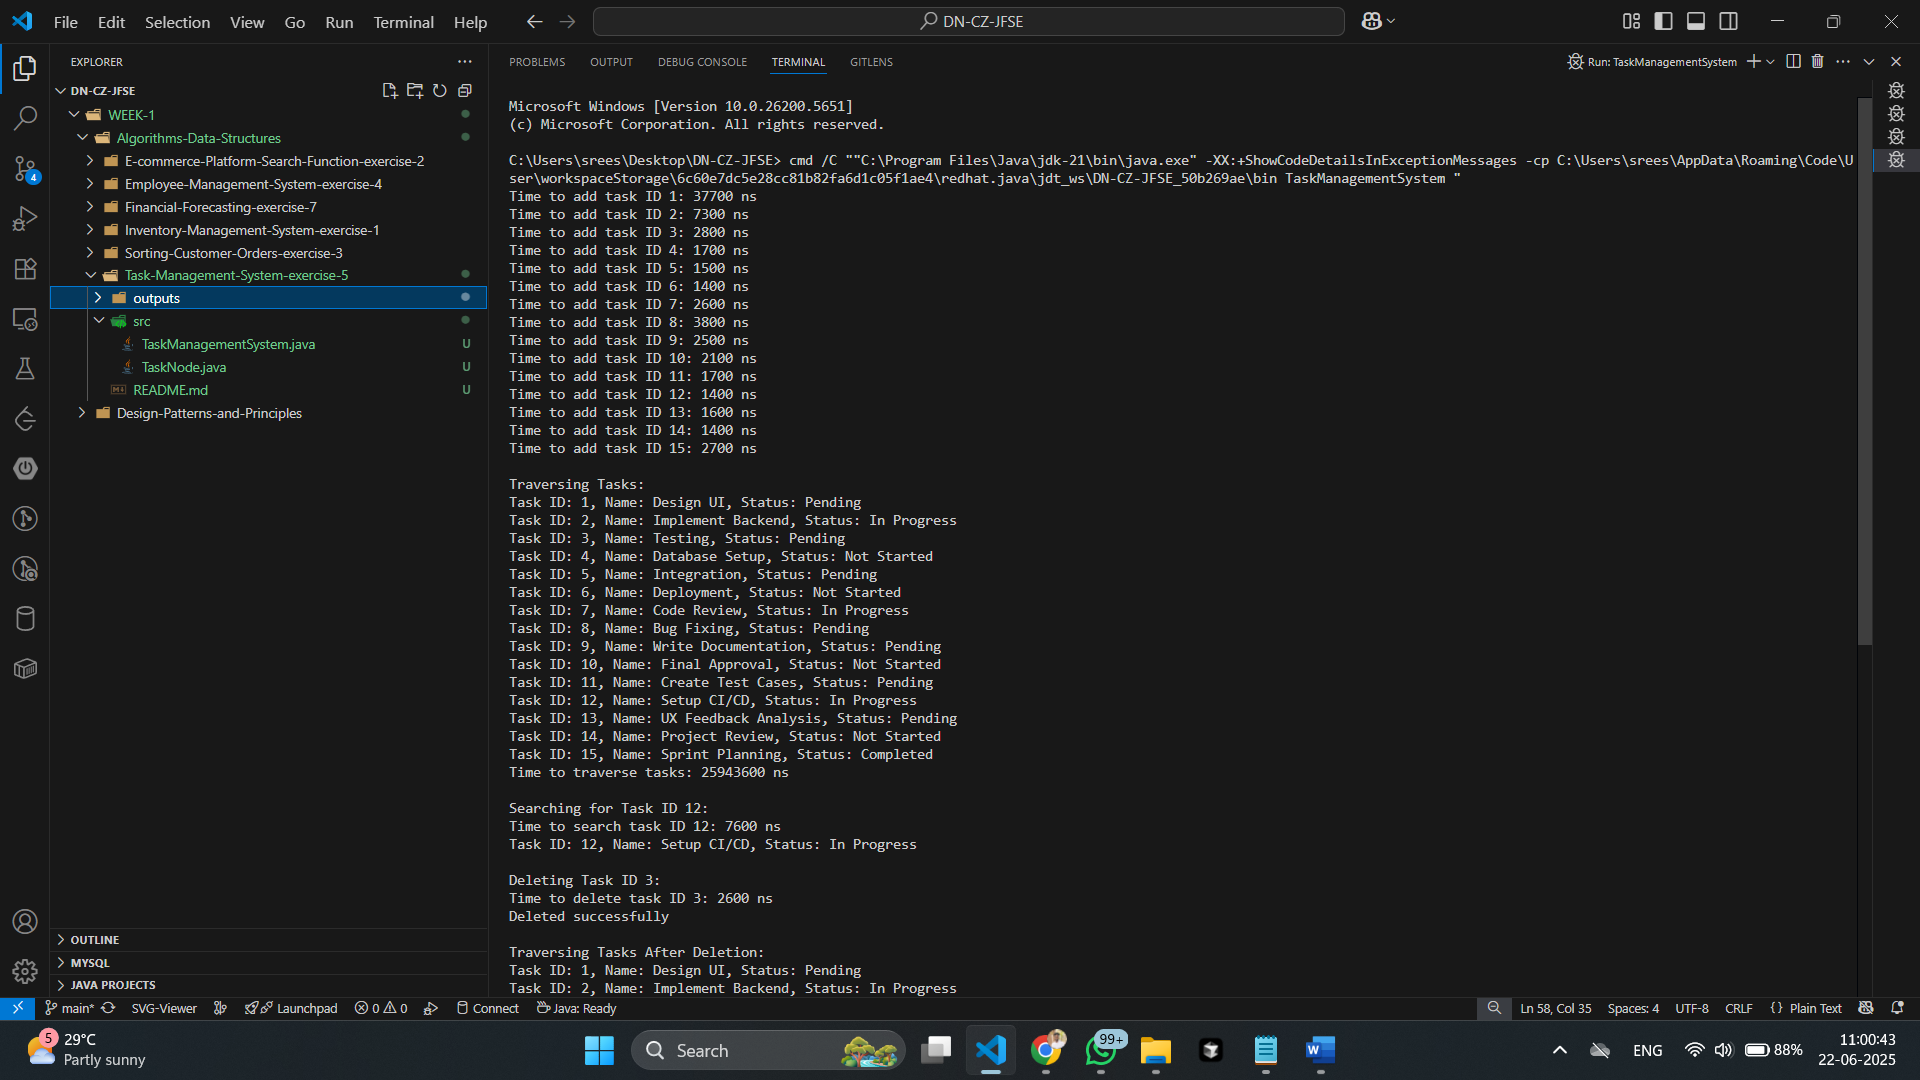 File Edit Selection View Go Run Terminal Help
DN-CZ-JFSE
EXPLORER
DN-CZ-JFSE
WEEK-1
Algorithms-Data-Structures
E-commerce-Platform-Search-Function-exercise-2
Employee-Management-System-exercise-4
Financial-Forecasting-exercise-7
Inventory-Management-System-exercise-1
Sorting-Customer-Orders-exercise-3
Task-Management-System-exercise-5
outputs
src
TaskManagementSystem.java U
TaskNode.java U
README.md U
Design-Patterns-and-Principles
4
OUTLINE
MYSQL
JAVA PROJECTS
PROBLEMS OUTPUT DEBUG CONSOLE TERMINAL GITLENS
Run: TaskManagementSystem
Microsoft Windows [Version 10.0.26200.5651]
(c) Microsoft Corporation. All rights reserved.
C:\Users\srees\Desktop\DN-CZ-JFSE> cmd /C ""C:\Program Files\Java\jdk-21\bin\java.exe" -XX:+ShowCodeDetailsInExceptionMessages -cp C:\Users\srees\AppData\Roaming\Code\U
ser\workspaceStorage\6c60e7dc5e28cc81b82fa6d1c05f1ae4\redhat.java\jdt_ws\DN-CZ-JFSE_50b269ae\bin TaskManagementSystem "
Time to add task ID 1: 37700 ns
Time to add task ID 2: 7300 ns
Time to add task ID 3: 2800 ns
Time to add task ID 4: 1700 ns
Time to add task ID 5: 1500 ns
Time to add task ID 6: 1400 ns
Time to add task ID 7: 2600 ns
Time to add task ID 8: 3800 ns
Time to add task ID 9: 2500 ns
Time to add task ID 10: 2100 ns
Time to add task ID 11: 1700 ns
Time to add task ID 12: 1400 ns
Time to add task ID 13: 1600 ns
Time to add task ID 14: 1400 ns
Time to add task ID 15: 2700 ns
Traversing Tasks:
Task ID: 1, Name: Design UI, Status: Pending
Task ID: 2, Name: Implement Backend, Status: In Progress
Task ID: 3, Name: Testing, Status: Pending
Task ID: 4, Name: Database Setup, Status: Not Started
Task ID: 5, Name: Integration, Status: Pending
Task ID: 6, Name: Deployment, Status: Not Started
Task ID: 7, Name: Code Review, Status: In Progress
Task ID: 8, Name: Bug Fixing, Status: Pending
Task ID: 9, Name: Write Documentation, Status: Pending
Task ID: 10, Name: Final Approval, Status: Not Started
Task ID: 11, Name: Create Test Cases, Status: Pending
Task ID: 12, Name: Setup CI/CD, Status: In Progress
Task ID: 13, Name: UX Feedback Analysis, Status: Pending
Task ID: 14, Name: Project Review, Status: Not Started
Task ID: 15, Name: Sprint Planning, Status: Completed
Time to traverse tasks: 25943600 ns
Searching for Task ID 12:
Time to search task ID 12: 7600 ns
Task ID: 12, Name: Setup CI/CD, Status: In Progress
Deleting Task ID 3:
Time to delete task ID 3: 2600 ns
Deleted successfully
Traversing Tasks After Deletion:
Task ID: 1, Name: Design UI, Status: Pending
Task ID: 2, Name: Implement Backend, Status: In Progress
main* SVG-Viewer Launchpad 0 0 Connect Java: Ready Ln 58, Col 35 Spaces: 4 UTF-8 CRLF {} Plain Text
5 29°C
Partly sunny
Search
99+
W
ENG
88%
11:00:43
22-06-2025